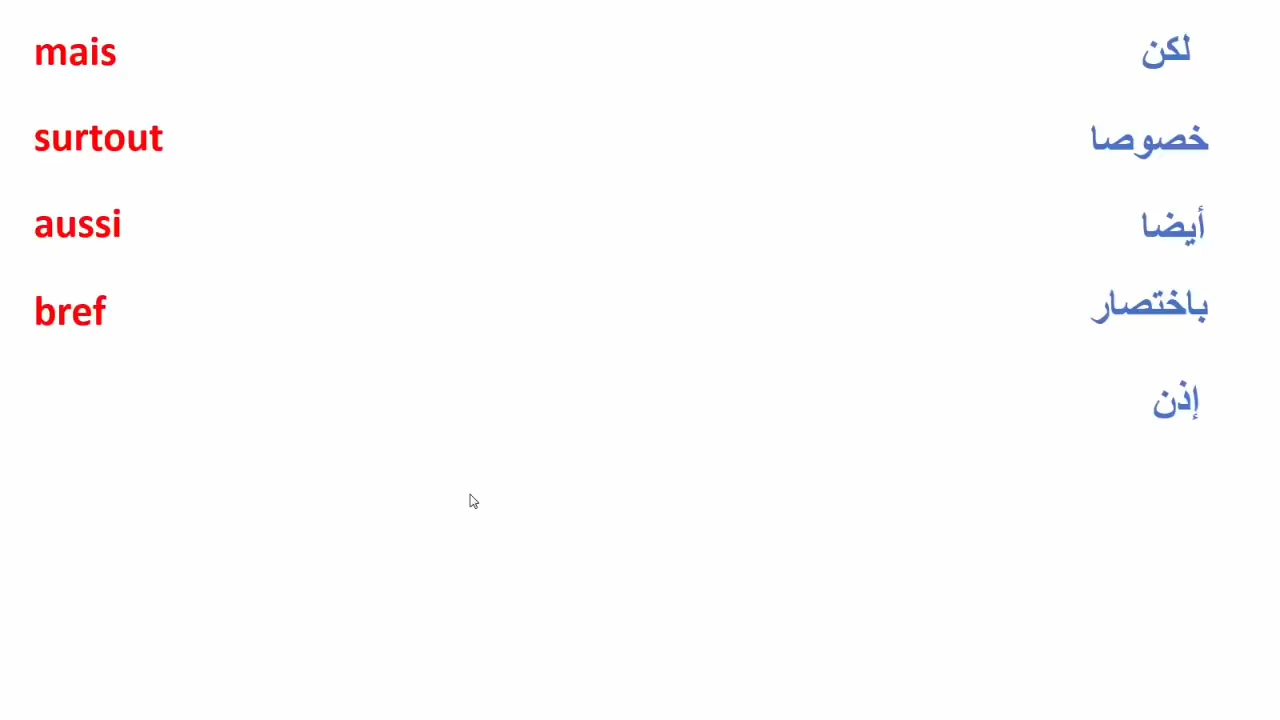 mais لكن
surtout خصوصا
aussi أيضا
bref باختصار
إذن